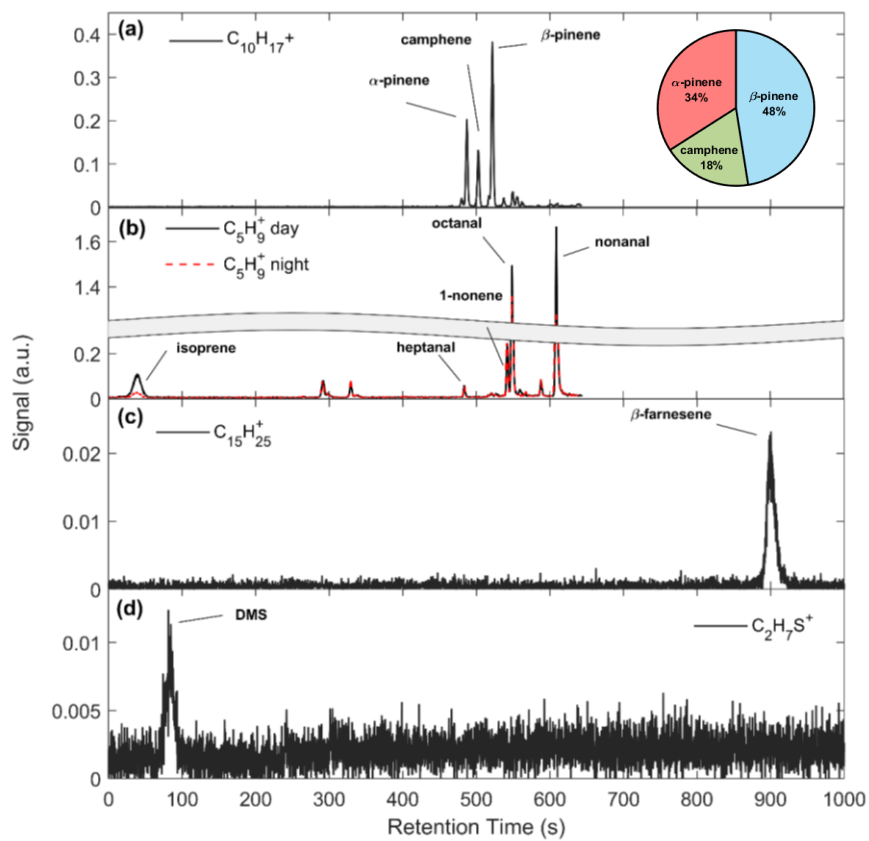 (a)
C₁₀H₁₇+
camphene
β-pinene
α-pinene
α-pinene
34%
β-pinene
48%
camphene
18%
0.4
0.3
0.2
0.1
0
(b)
C₅H₉⁺ day
C₅H₉⁺ night
octanal
nonanal
1-nonene
isoprene
heptanal
1.6
1.4
0.2
0
Signal (a.u.)
(c)
C₁₅H₂₅⁺
β-farnesene
0.02
0.01
0
(d)
DMS
C₂H₇S⁺
0.01
0.005
0
0 100 200 300 400 500 600 700 800 900 1000
Retention Time (s)